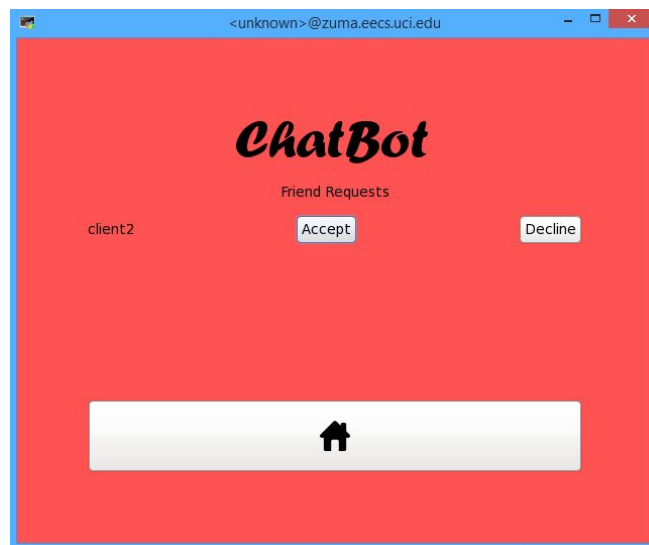 <unknown>@zuma.eecs.uci.edu
ChatBot
Friend Requests
client2 Accept Decline